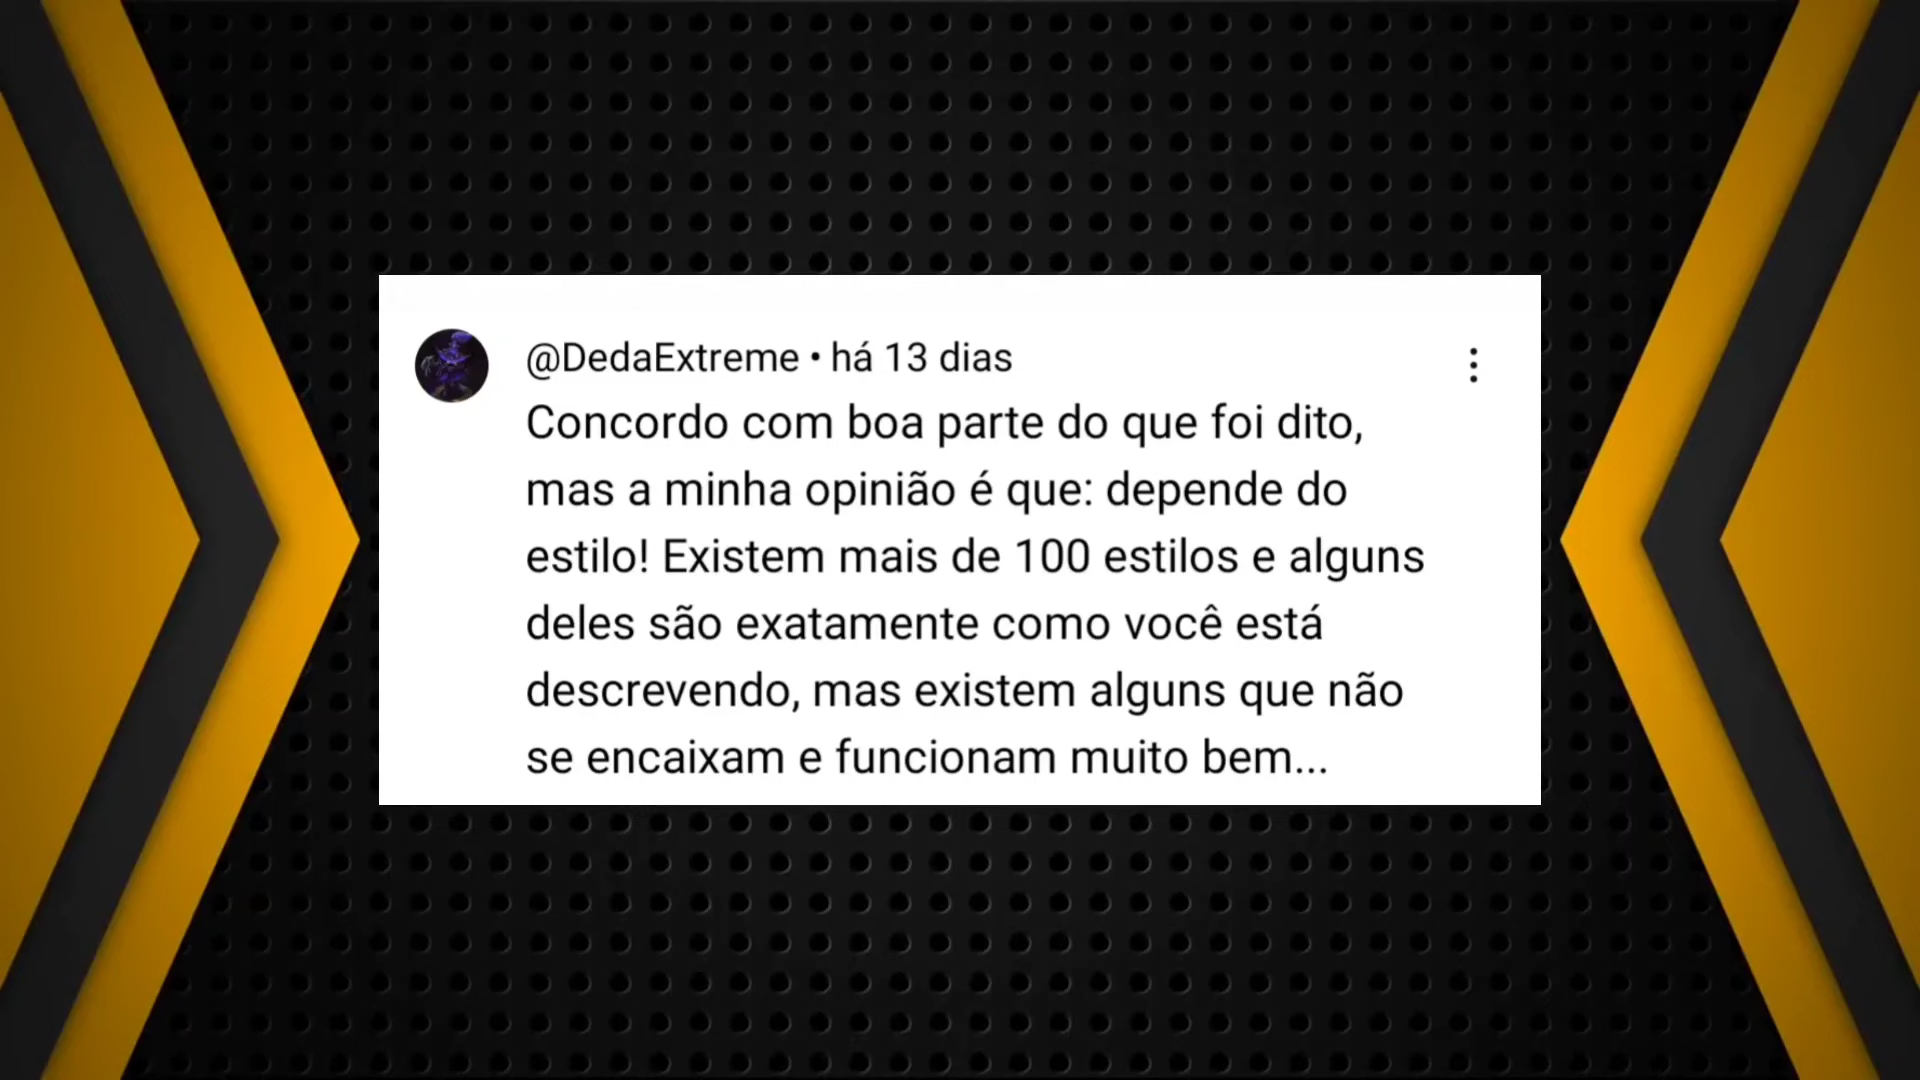 @DedaExtreme • há 13 dias
Concordo com boa parte do que foi dito,
mas a minha opinião é que: depende do
estilo! Existem mais de 100 estilos e alguns
deles são exatamente como você está
descrevendo, mas existem alguns que não
se encaixam e funcionam muito bem...